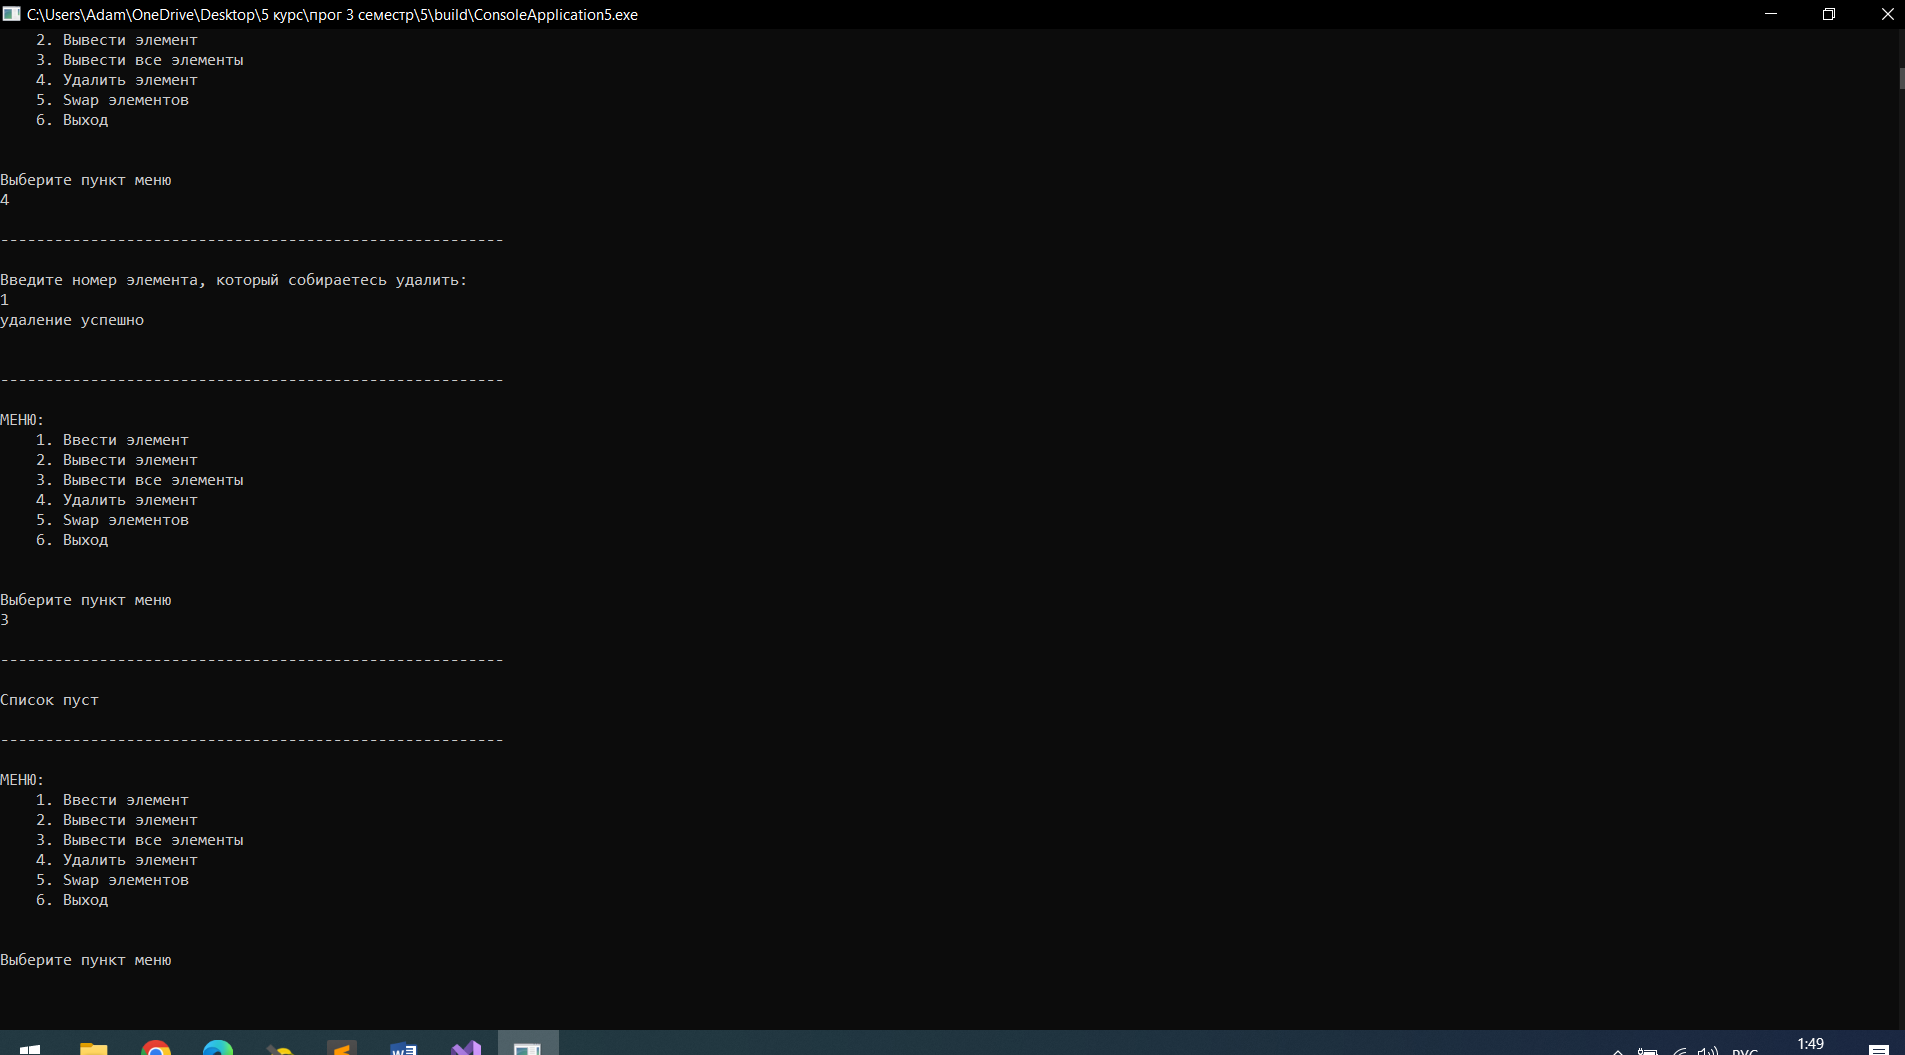 C:\Users\Adam\OneDrive\Desktop\5 курс\прог 3 семестр\5\build\ConsoleApplication5.exe
2. Вывести элемент
3. Вывести все элементы
4. Удалить элемент
5. Swap элементов
6. Выход
Выберите пункт меню
4
--------------------------------------------------------
Введите номер элемента, который собираетесь удалить:
1
удаление успешно
--------------------------------------------------------
МЕНЮ:
1. Ввести элемент
2. Вывести элемент
3. Вывести все элементы
4. Удалить элемент
5. Swap элементов
6. Выход
Выберите пункт меню
3
--------------------------------------------------------
Список пуст
--------------------------------------------------------
МЕНЮ:
1. Ввести элемент
2. Вывести элемент
3. Вывести все элементы
4. Удалить элемент
5. Swap элементов
6. Выход
Выберите пункт меню
1:49
РУС